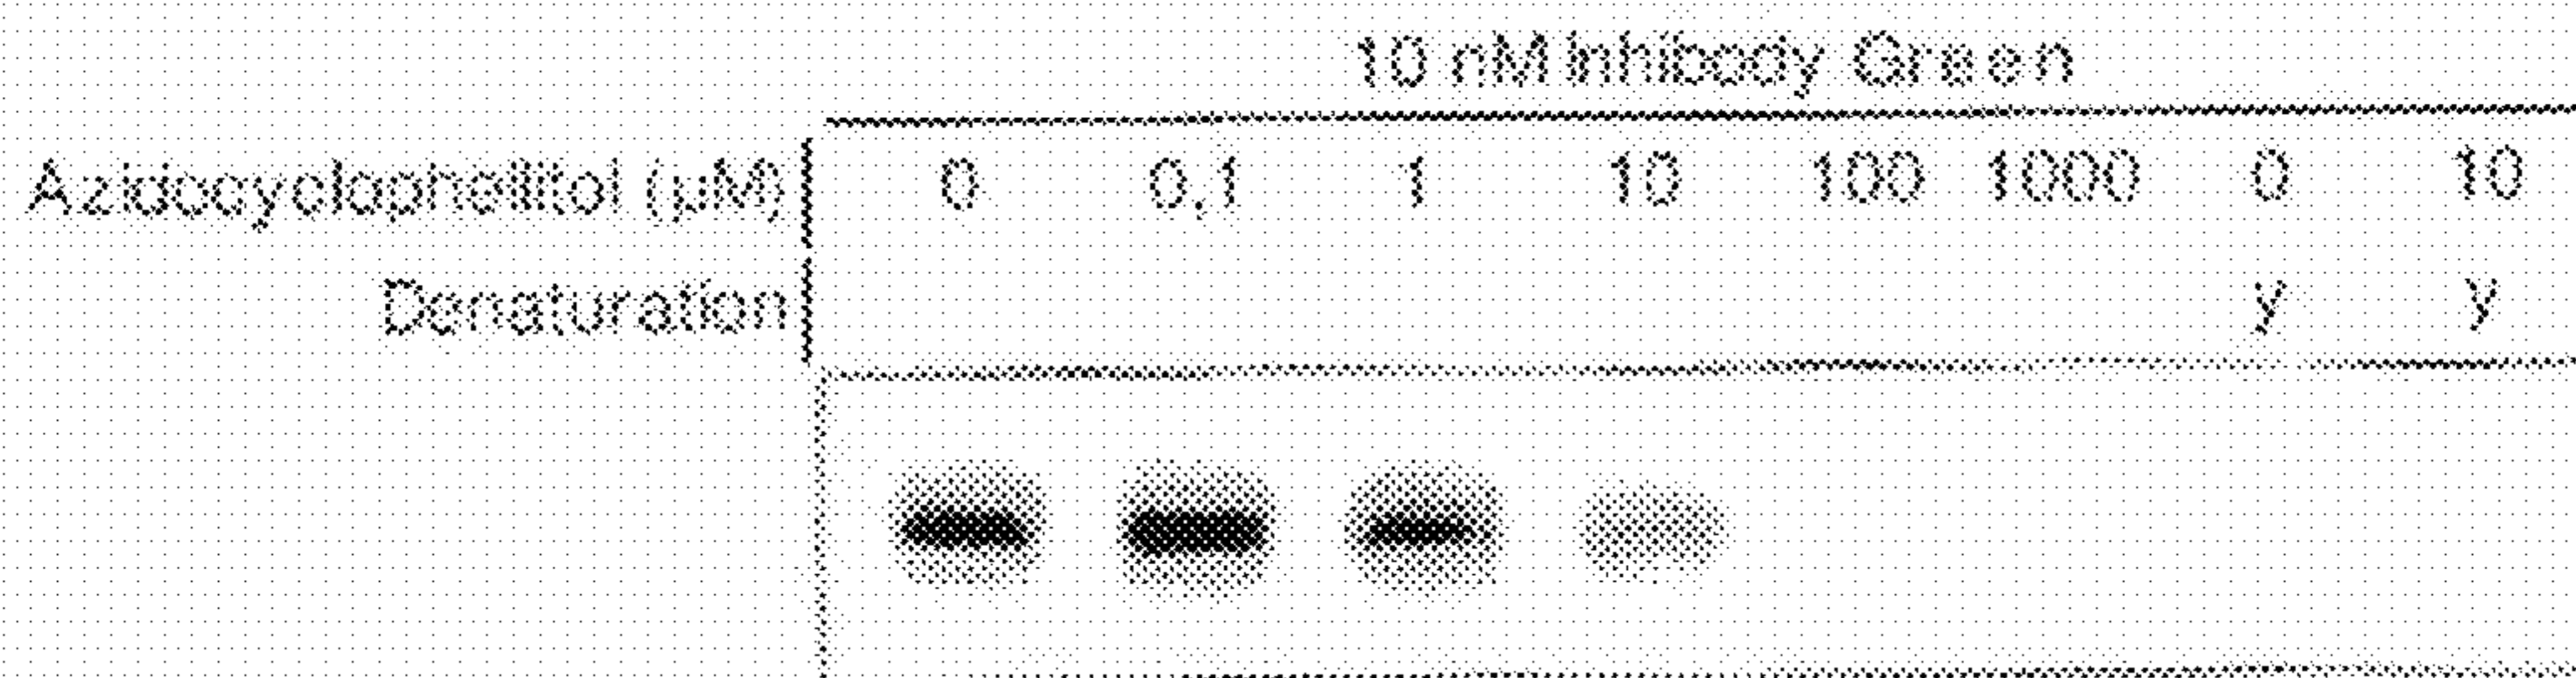 10 nM Inhibody Green
Azidocyclophellitol (μM) 0 0.1 1 10 100 1000 0 10
Denaturation y y